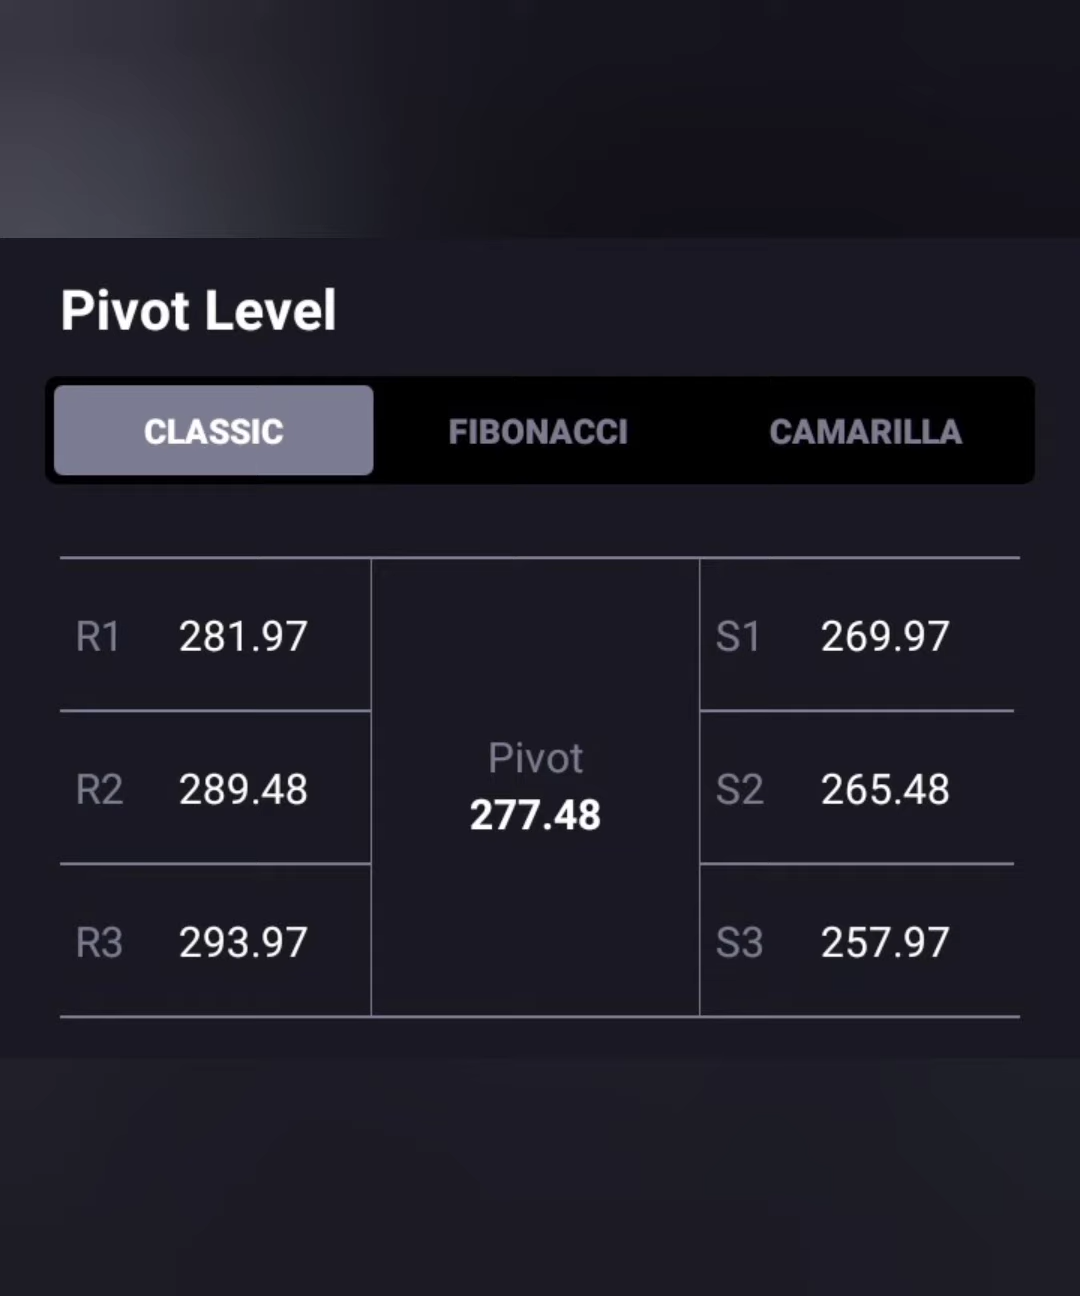 Pivot Level
CLASSIC FIBONACCI CAMARILLA
R1 281.97 S1 269.97
Pivot
R2 289.48 277.48 S2 265.48
R3 293.97 S3 257.97